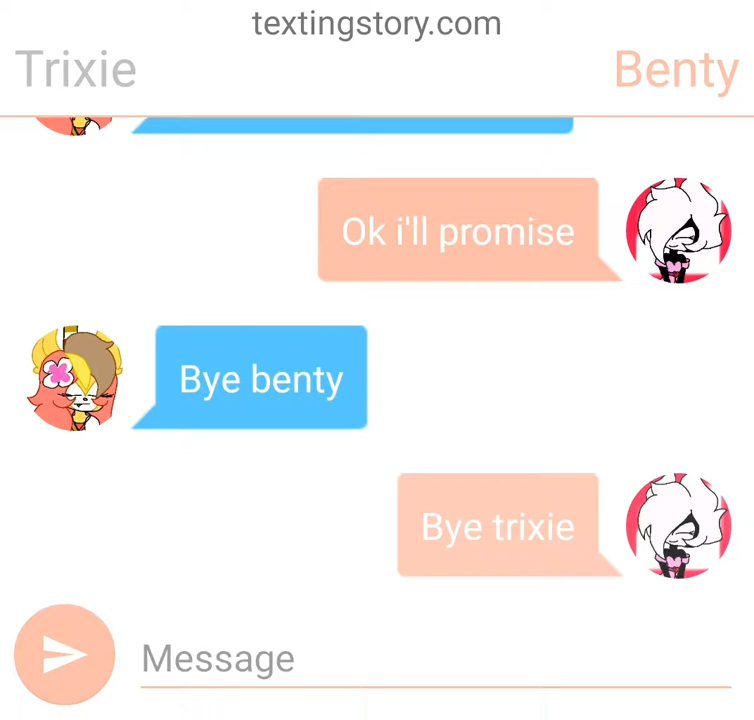 textingstory.com
Trixie
Benty
Ok i'll promise
Bye benty
Bye trixie
Message